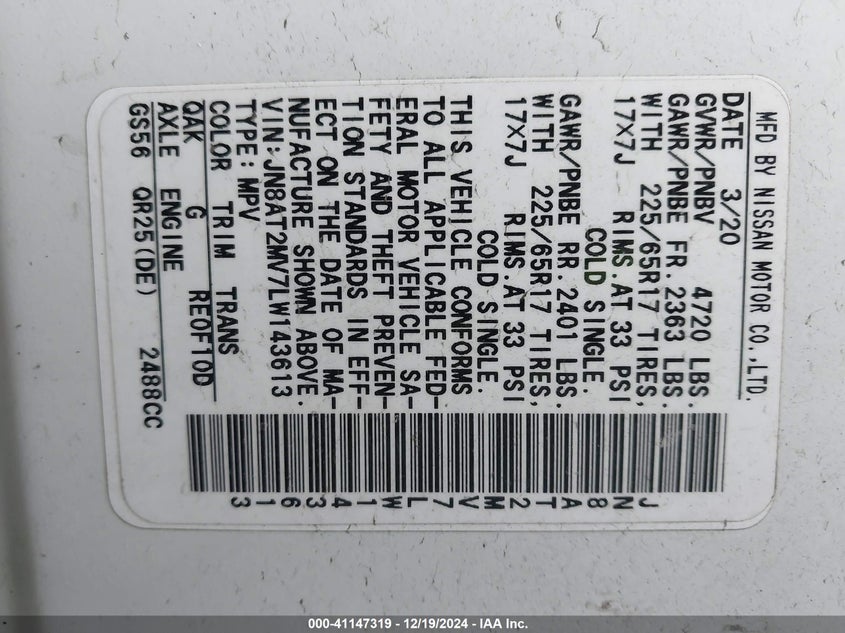 MFD BY NISSAN MOTOR CO.,LTD.
DATE 3/20
GVWR/PNBV 4720 LBS.
GAWR/PNBE FR. 2363 LBS.
WITH 225/65R17 TIRES,
17X7J RIMS.AT 33 PSI
COLD SINGLE.
GAWR/PNBE RR. 2401 LBS.
WITH 225/65R17 TIRES,
17X7J RIMS.AT 33 PSI
COLD SINGLE.
THIS VEHICLE CONFORMS
TO ALL APPLICABLE FED-
ERAL MOTOR VEHICLE SA-
FETY AND THEFT PREVEN-
TION STANDARDS IN EFF-
ECT ON THE DATE OF MA-
NUFACTURE SHOWN ABOVE.
VIN:JN8AT2MV7LW143613
TYPE:MPV
COLOR TRIM TRANS
QAK G RE0F10D
AXLE ENGINE
GS56 QR25(DE) 2488CC
JN8AT2MV7LW143613
000-41147319 - 12/19/2024 - IAA Inc.